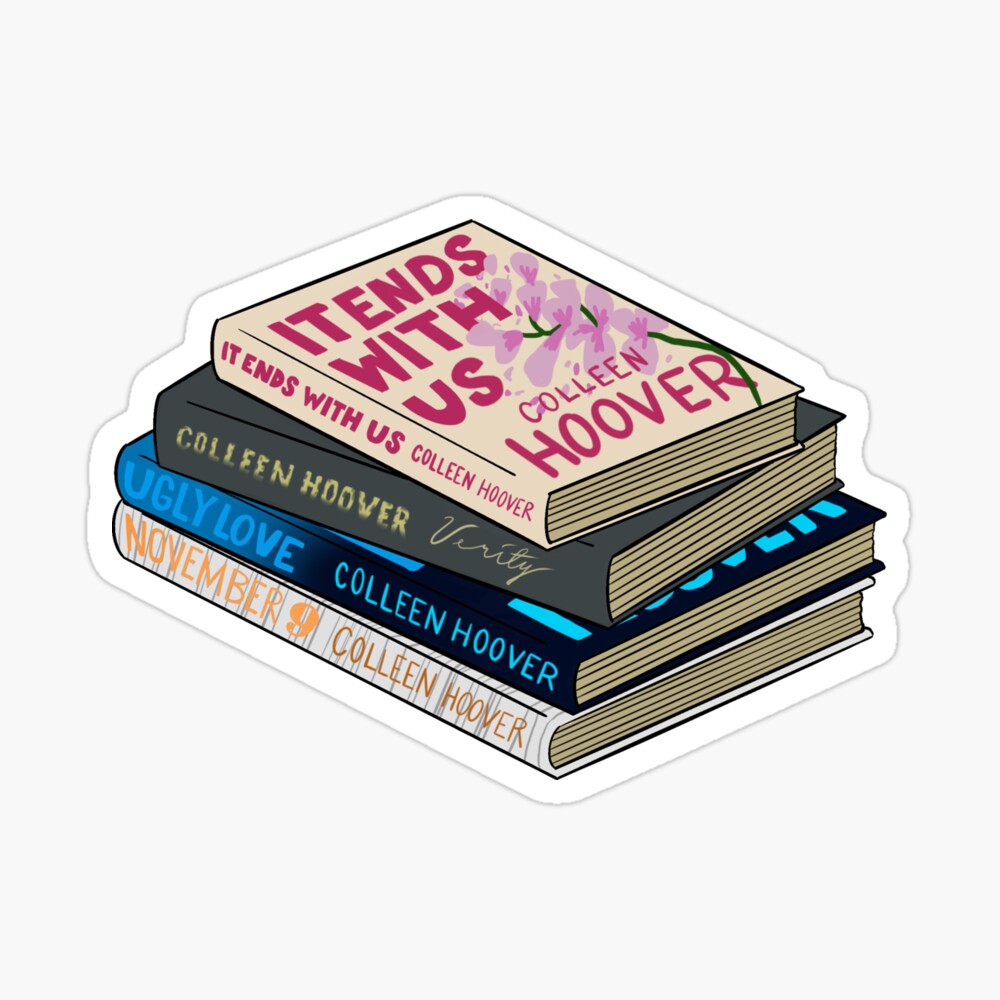 IT ENDS
WITH
US
COLLEEN
HOOVER
IT ENDS WITH US COLLEEN HOOVER
COLLEEN HOOVER Verity
UGLY LOVE COLLEEN HOOVER
NOVEMBER 9 COLLEEN HOOVER